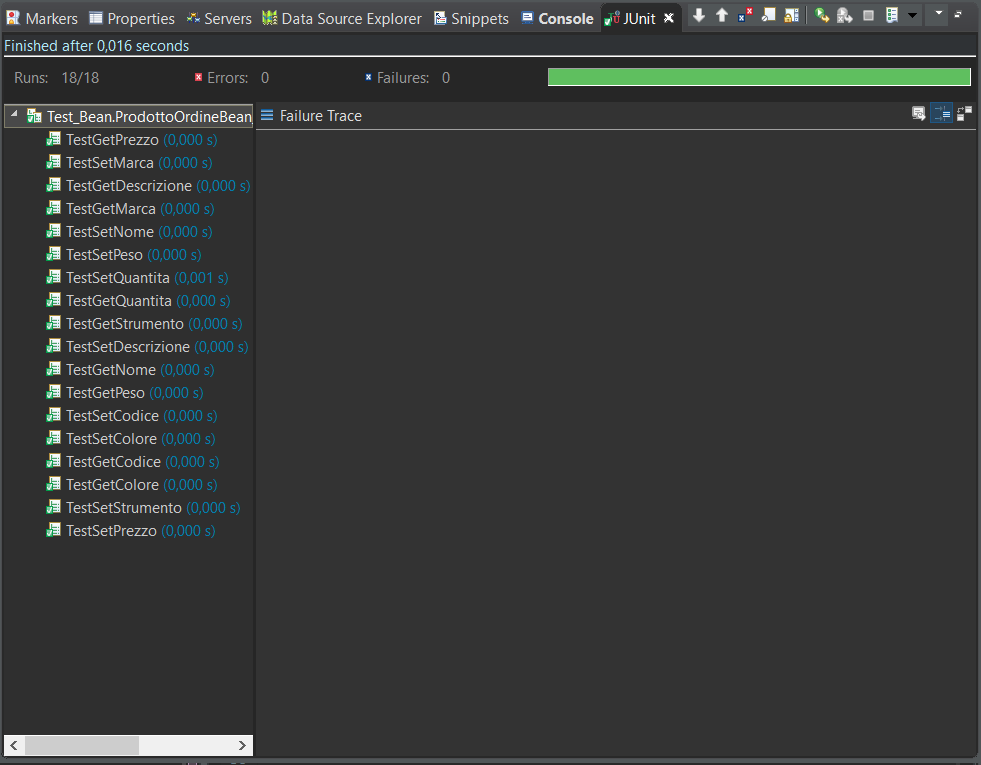 Markers Properties Servers Data Source Explorer Snippets Console JUnit
Finished after 0,016 seconds
Runs: 18/18 Errors: 0 Failures: 0
Test_Bean.ProdottoOrdineBean
Failure Trace
TestGetPrezzo (0,000 s)
TestSetMarca (0,000 s)
TestGetDescrizione (0,000 s)
TestGetMarca (0,000 s)
TestSetNome (0,000 s)
TestSetPeso (0,000 s)
TestSetQuantita (0,001 s)
TestGetQuantita (0,000 s)
TestGetStrumento (0,000 s)
TestSetDescrizione (0,000 s)
TestGetNome (0,000 s)
TestGetPeso (0,000 s)
TestSetCodice (0,000 s)
TestSetColore (0,000 s)
TestGetCodice (0,000 s)
TestGetColore (0,000 s)
TestSetStrumento (0,000 s)
TestSetPrezzo (0,000 s)